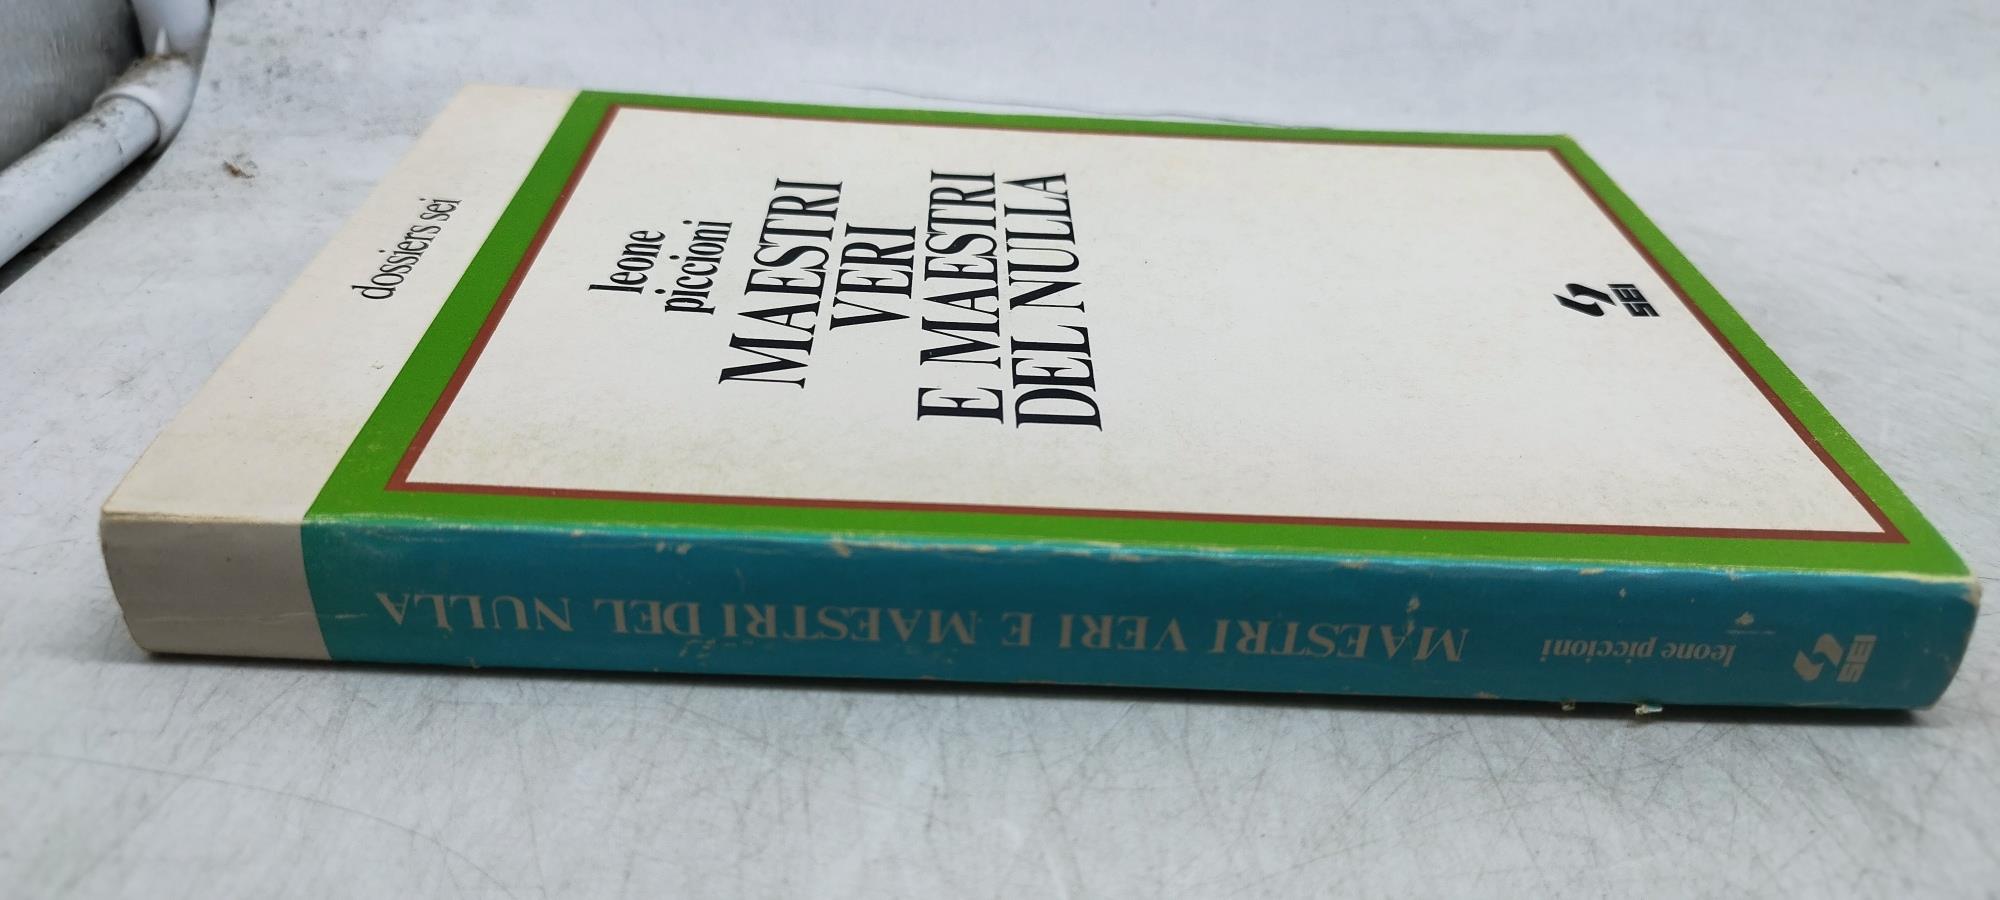 dossiers sei
leone
piccioni
MAESTRI
VERI
E MAESTRI
DEL NULLA
SEI
MAESTRI VERI E MAESTRI DEL NULLA
leone piccioni
SEI